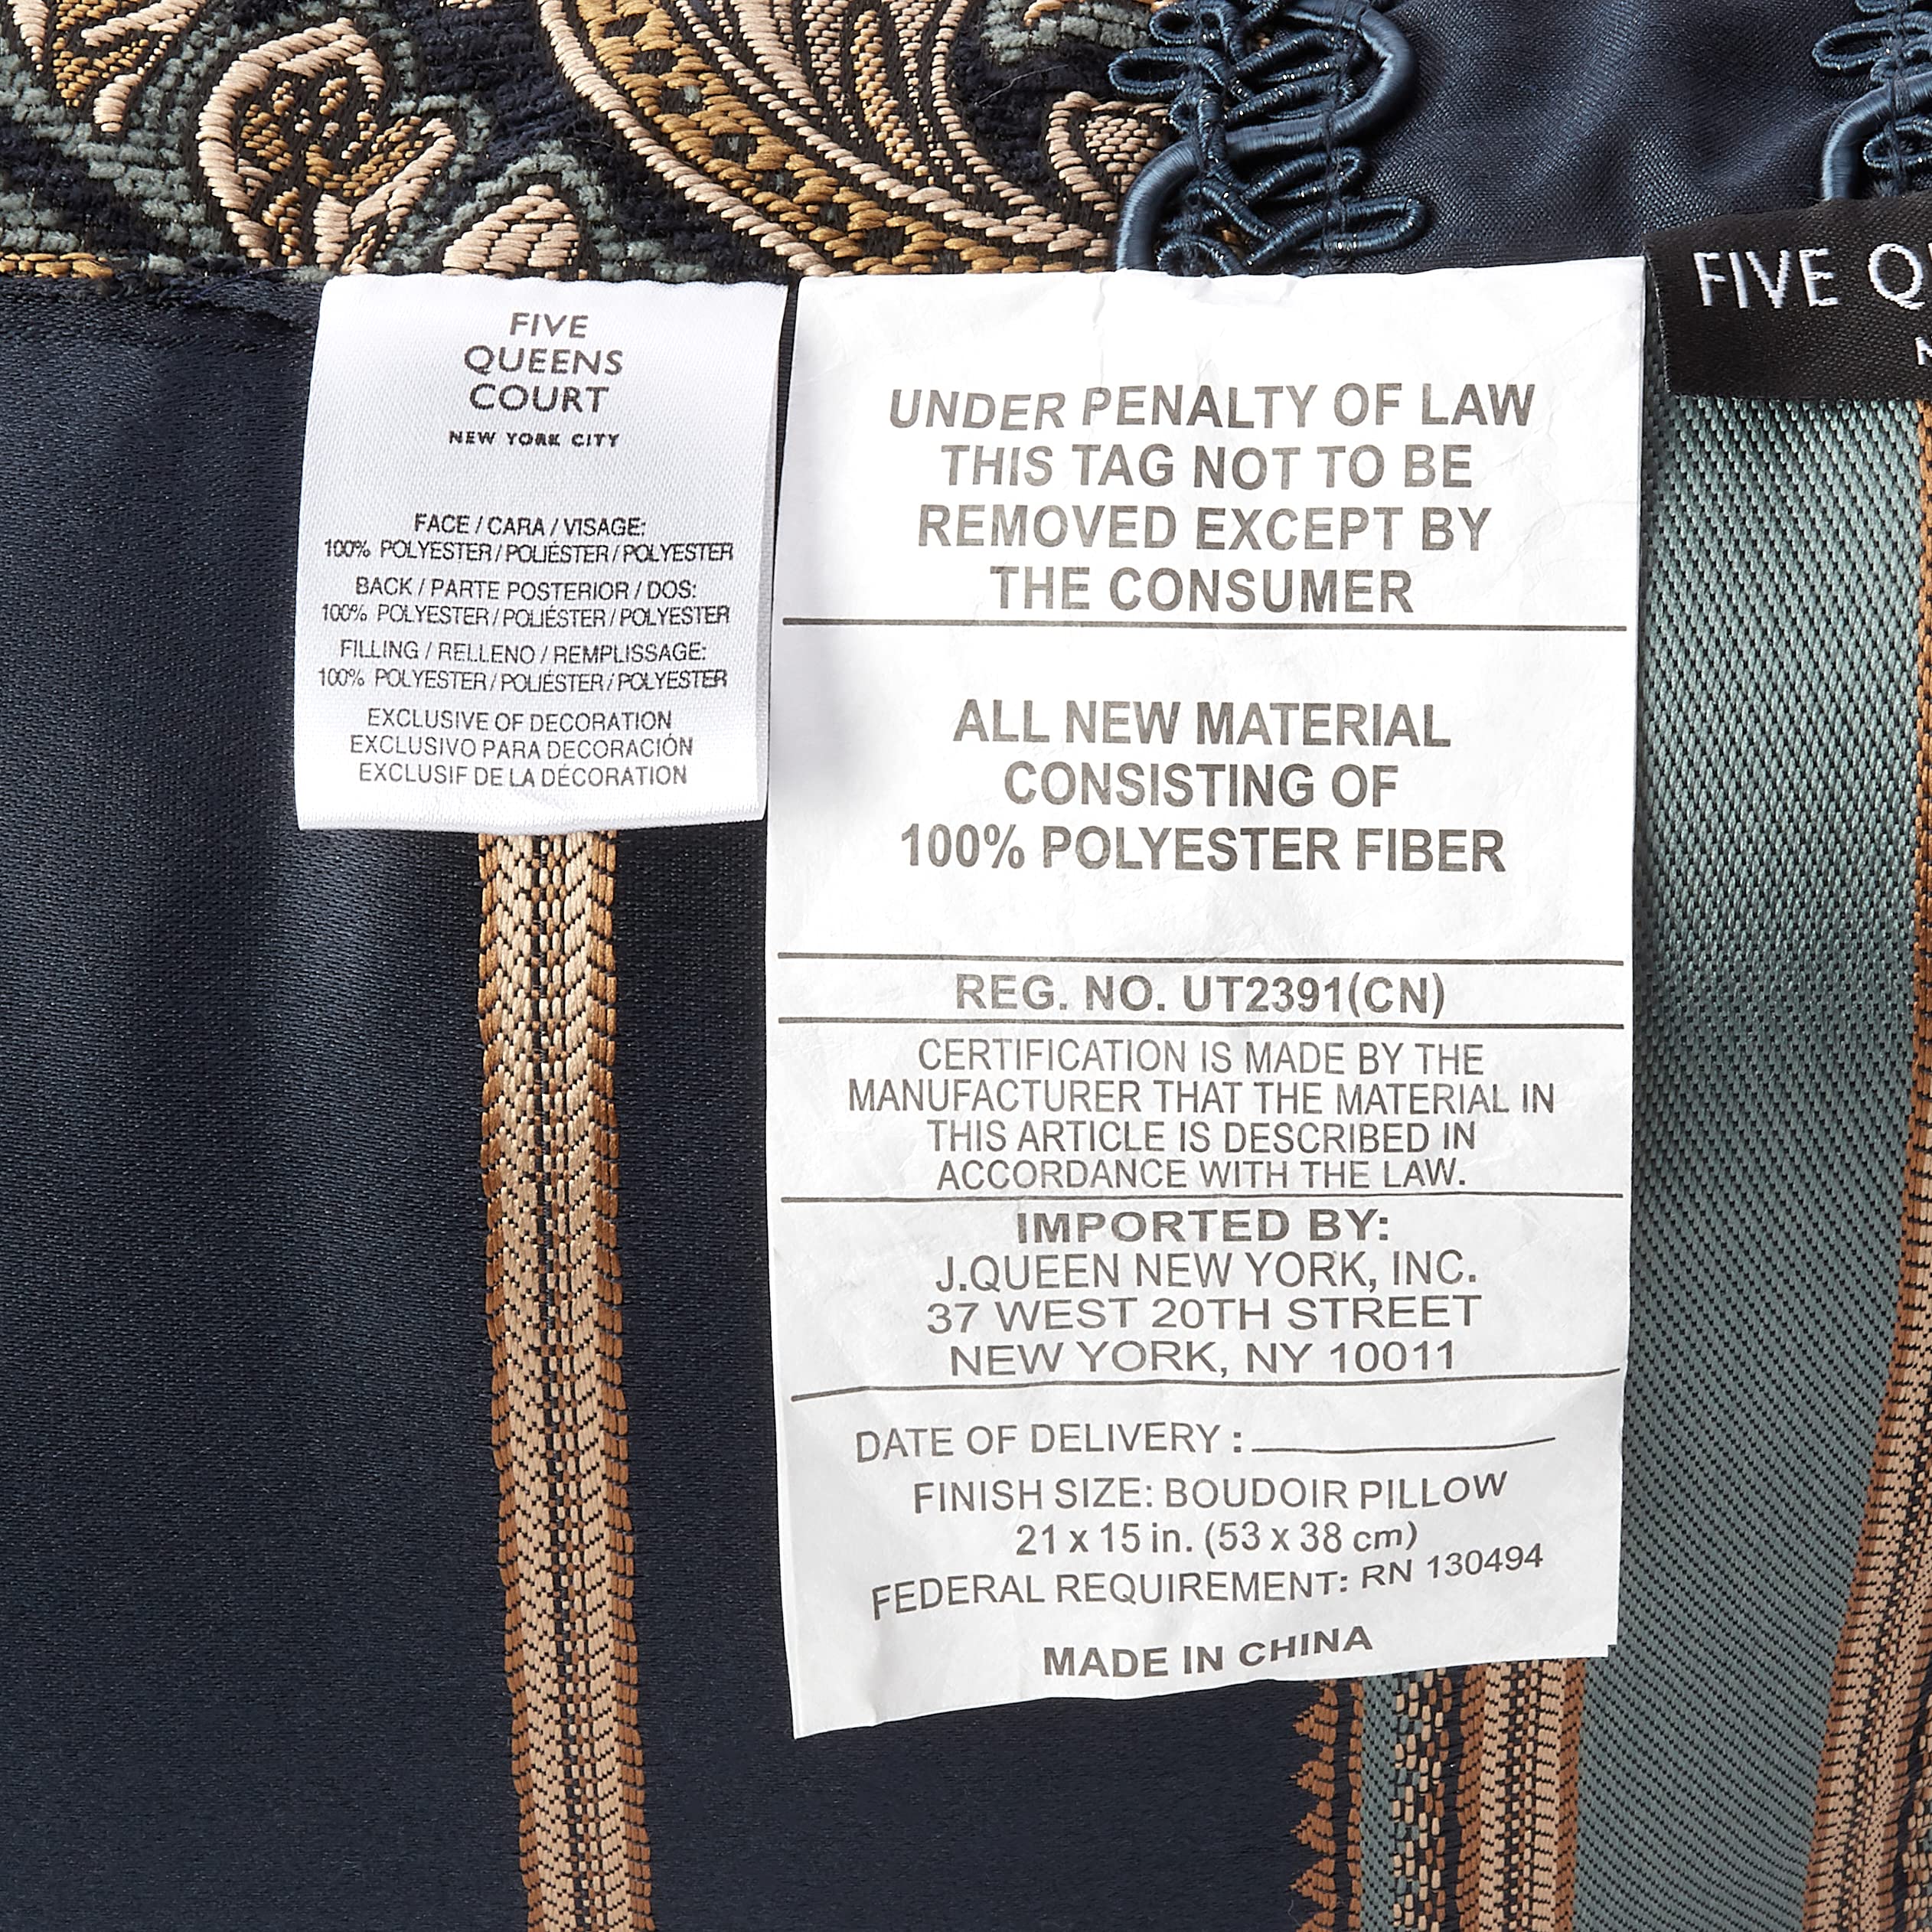 FIVE
QUEENS
COURT
NEW YORK CITY
FACE / CARA / VISAGE:
100% POLYESTER / POLIÉSTER / POLYESTER
BACK / PARTE POSTERIOR / DOS:
100% POLYESTER / POLIÉSTER / POLYESTER
FILLING / RELLENO / REMPLISSAGE:
100% POLYESTER / POLIÉSTER / POLYESTER
EXCLUSIVE OF DECORATION
EXCLUSIVO PARA DECORACIÓN
EXCLUSIF DE LA DÉCORATION
UNDER PENALTY OF LAW
THIS TAG NOT TO BE
REMOVED EXCEPT BY
THE CONSUMER
ALL NEW MATERIAL
CONSISTING OF
100% POLYESTER FIBER
REG. NO. UT2391(CN)
CERTIFICATION IS MADE BY THE
MANUFACTURER THAT THE MATERIAL IN
THIS ARTICLE IS DESCRIBED IN
ACCORDANCE WITH THE LAW.
IMPORTED BY:
J.QUEEN NEW YORK, INC.
37 WEST 20TH STREET
NEW YORK, NY 10011
DATE OF DELIVERY :
FINISH SIZE: BOUDOIR PILLOW
21 x 15 in. (53 x 38 cm)
FEDERAL REQUIREMENT: RN 130494
MADE IN CHINA
FIVE Q